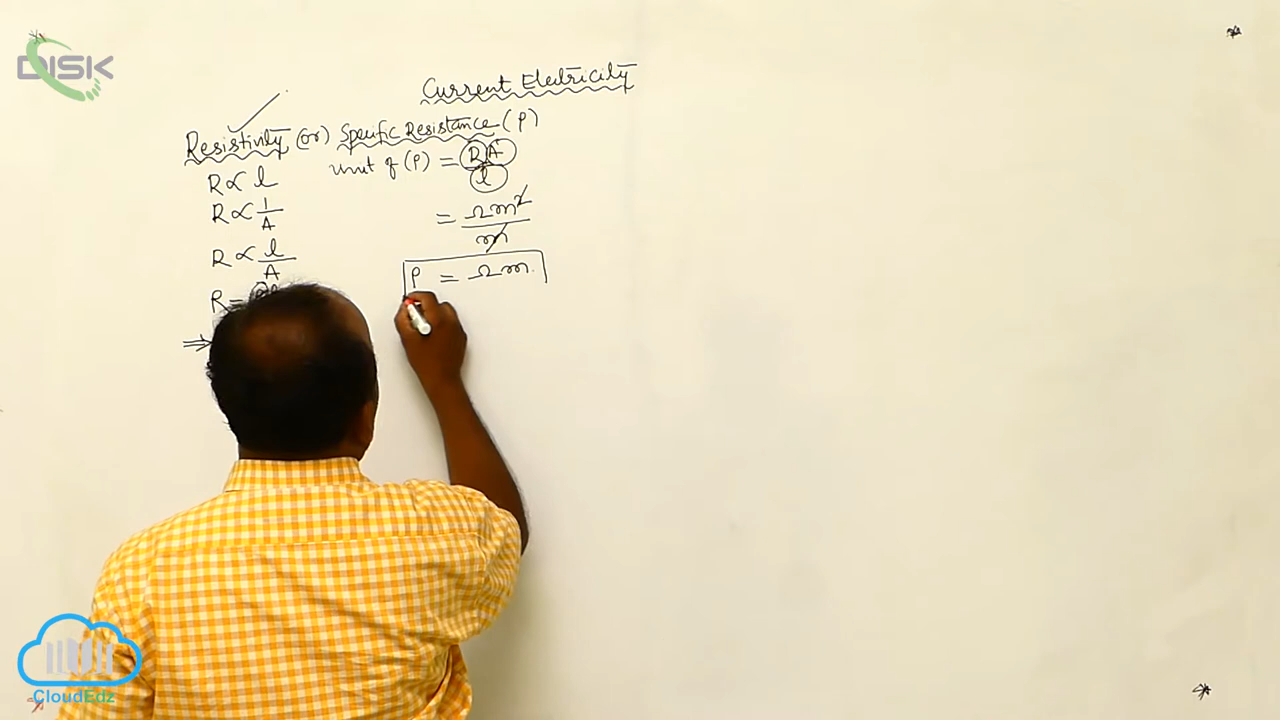 DISK
Current Electricity
Resistivity (or) Specific Resistance (ρ)
R ∝ l
R ∝ 1/A
R ∝ l/A
R =
⇒
unit of (ρ) = RA/l
= Ωm²/m
ρ = Ωm.
CloudEdz